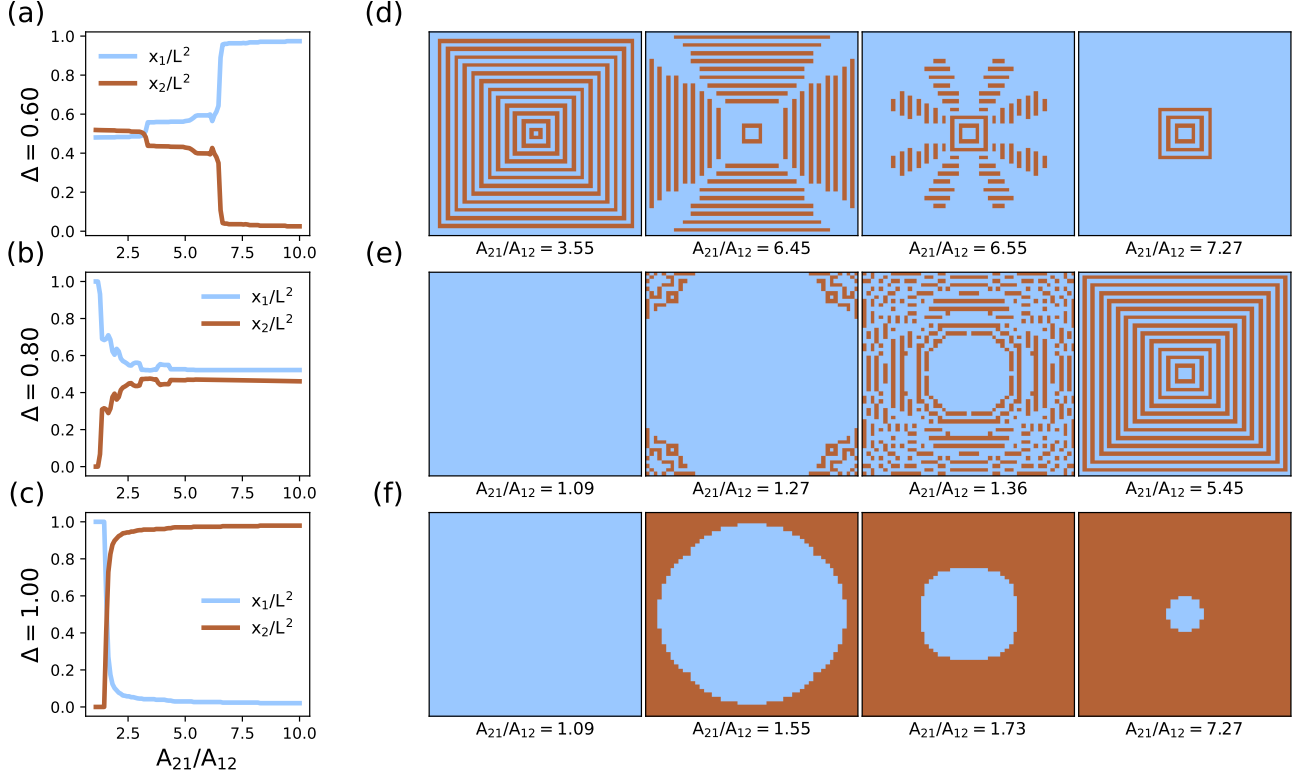 (a)
1.0
0.8
0.6
0.4
0.2
0.0
Δ = 0.60
x₁/L²
x₂/L²
2.5 5.0 7.5 10.0
(d)
A₂₁/A₁₂ = 3.55
A₂₁/A₁₂ = 6.45
A₂₁/A₁₂ = 6.55
A₂₁/A₁₂ = 7.27
(b)
1.0
0.8
0.6
0.4
0.2
0.0
Δ = 0.80
x₁/L²
x₂/L²
2.5 5.0 7.5 10.0
(e)
A₂₁/A₁₂ = 1.09
A₂₁/A₁₂ = 1.27
A₂₁/A₁₂ = 1.36
A₂₁/A₁₂ = 5.45
(c)
1.0
0.8
0.6
0.4
0.2
0.0
Δ = 1.00
x₁/L²
x₂/L²
2.5 5.0 7.5 10.0
A₂₁/A₁₂
(f)
A₂₁/A₁₂ = 1.09
A₂₁/A₁₂ = 1.55
A₂₁/A₁₂ = 1.73
A₂₁/A₁₂ = 7.27